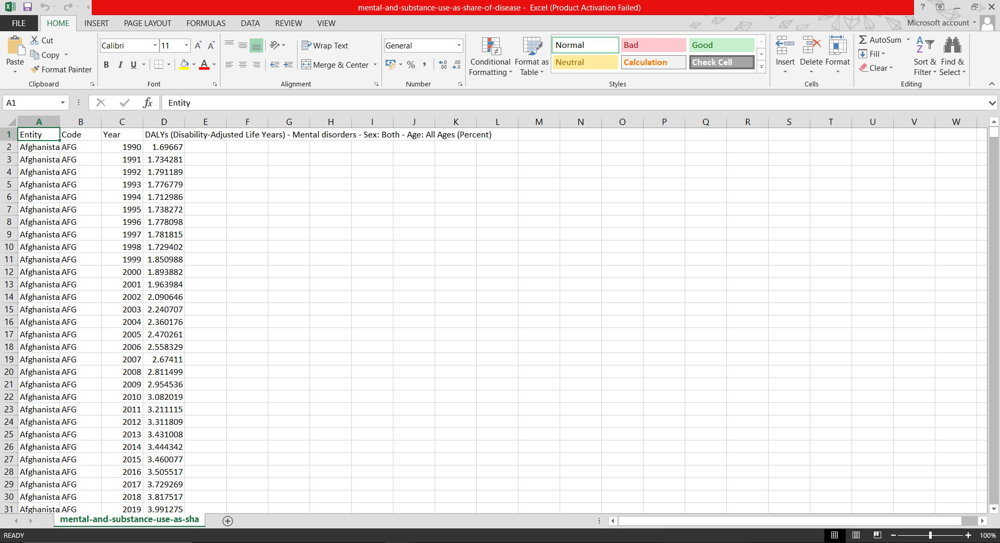 mental-and-substance-use-as-share-of-disease - Excel (Product Activation Failed)
?
FILE HOME INSERT PAGE LAYOUT FORMULAS DATA REVIEW VIEW Microsoft account
Paste Cut Copy Format Painter
Clipboard
Calibri 11 A A
B I U A
Font
Wrap Text
Merge & Center
Alignment
General
% , .00 .0
Number
Conditional Formatting
Format as Table
Normal Bad Good
Neutral Calculation Check Cell
Styles
Insert Delete Format
Cells
AutoSum
Fill
Clear
Sort & Filter
Find & Select
Editing
A1 fx Entity
A B C D E F G H I J K L M N O P Q R S T U V W
1 Entity Code Year DALYs (Disability-Adjusted Life Years) - Mental disorders - Sex: Both - Age: All Ages (Percent)
2 Afghanista AFG 1990 1.69667
3 Afghanista AFG 1991 1.734281
4 Afghanista AFG 1992 1.791189
5 Afghanista AFG 1993 1.776779
6 Afghanista AFG 1994 1.712986
7 Afghanista AFG 1995 1.738272
8 Afghanista AFG 1996 1.778098
9 Afghanista AFG 1997 1.781815
10 Afghanista AFG 1998 1.729402
11 Afghanista AFG 1999 1.850988
12 Afghanista AFG 2000 1.893882
13 Afghanista AFG 2001 1.963984
14 Afghanista AFG 2002 2.090646
15 Afghanista AFG 2003 2.240707
16 Afghanista AFG 2004 2.360176
17 Afghanista AFG 2005 2.470261
18 Afghanista AFG 2006 2.558329
19 Afghanista AFG 2007 2.67411
20 Afghanista AFG 2008 2.811499
21 Afghanista AFG 2009 2.954536
22 Afghanista AFG 2010 3.082019
23 Afghanista AFG 2011 3.211115
24 Afghanista AFG 2012 3.311809
25 Afghanista AFG 2013 3.431008
26 Afghanista AFG 2014 3.444342
27 Afghanista AFG 2015 3.460077
28 Afghanista AFG 2016 3.505517
29 Afghanista AFG 2017 3.729269
30 Afghanista AFG 2018 3.817517
31 Afghanista AFG 2019 3.991275
mental-and-substance-use-as-sha
READY 100%